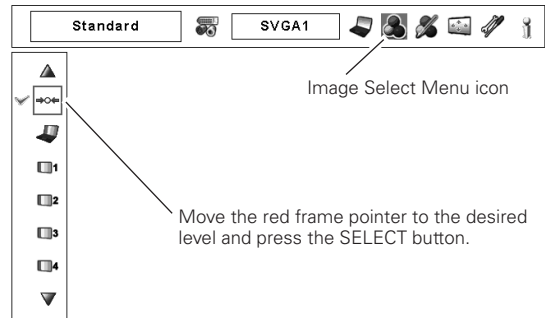 Standard
SVGA1
Image Select Menu icon
1
2
Move the red frame pointer to the desired
level and press the SELECT button.
3
4